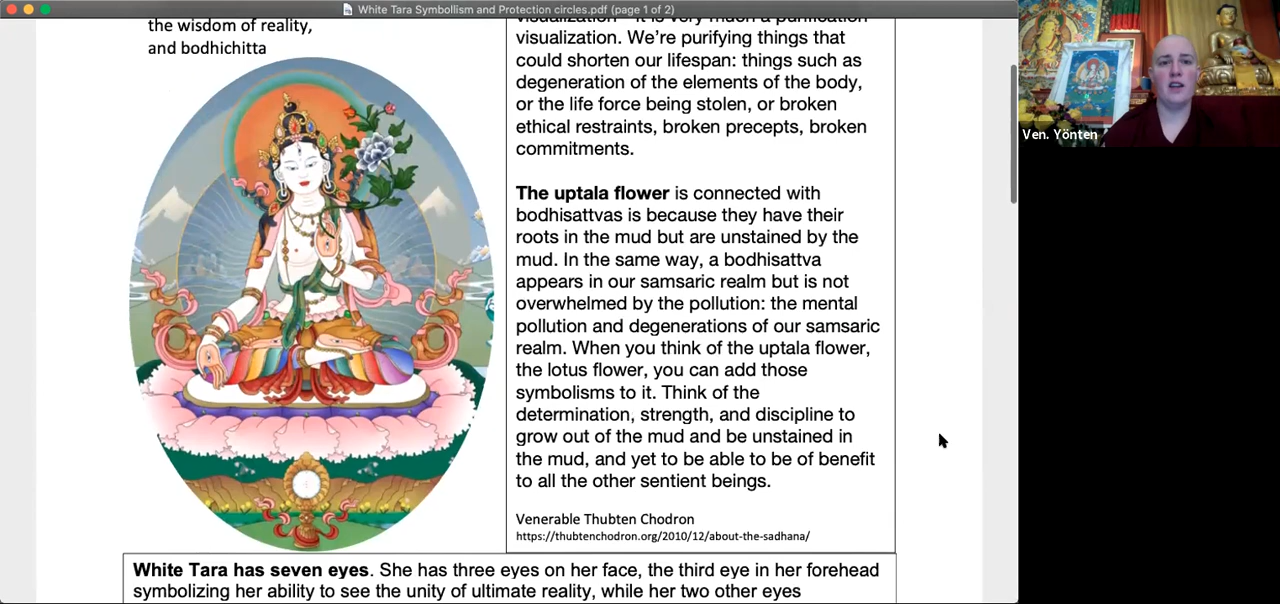 White Tara Symbollism and Protection circles.pdf (page 1 of 2)
the wisdom of reality,
and bodhichitta
visualization - it is very much a purification
visualization. We're purifying things that
could shorten our lifespan: things such as
degeneration of the elements of the body,
or the life force being stolen, or broken
ethical restraints, broken precepts, broken
commitments.
The uptala flower is connected with
bodhisattvas is because they have their
roots in the mud but are unstained by the
mud. In the same way, a bodhisattva
appears in our samsaric realm but is not
overwhelmed by the pollution: the mental
pollution and degenerations of our samsaric
realm. When you think of the uptala flower,
the lotus flower, you can add those
symbolisms to it. Think of the
determination, strength, and discipline to
grow out of the mud and be unstained in
the mud, and yet to be able to be of benefit
to all the other sentient beings.
Venerable Thubten Chodron
https://thubtenchodron.org/2010/12/about-the-sadhana/
White Tara has seven eyes. She has three eyes on her face, the third eye in her forehead
symbolizing her ability to see the unity of ultimate reality, while her two other eyes
Ven. Yönten